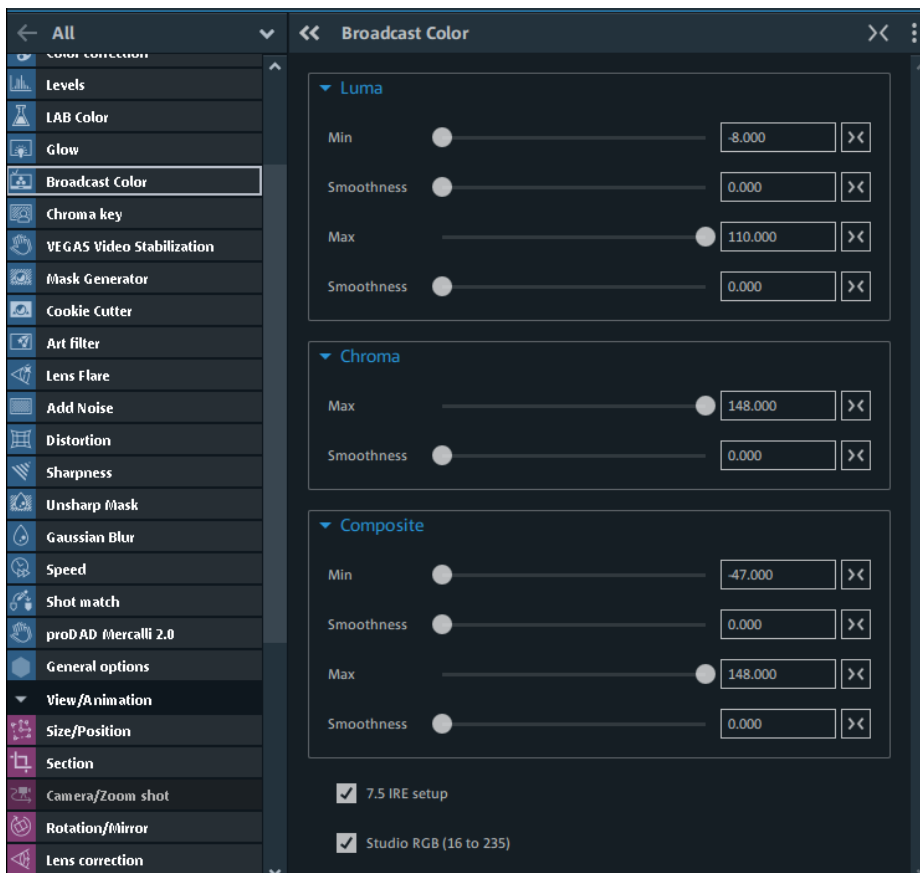 All
Color correction
Levels
LAB Color
Glow
Broadcast Color
Chroma key
VEGAS Video Stabilization
Mask Generator
Cookie Cutter
Art filter
Lens Flare
Add Noise
Distortion
Sharpness
Unsharp Mask
Gaussian Blur
Speed
Shot match
proDAD Mercalli 2.0
General options
View/Animation
Size/Position
Section
Camera/Zoom shot
Rotation/Mirror
Lens correction
Broadcast Color
Luma
Min -8.000
Smoothness 0.000
Max 110.000
Smoothness 0.000
Chroma
Max 148.000
Smoothness 0.000
Composite
Min -47.000
Smoothness 0.000
Max 148.000
Smoothness 0.000
7.5 IRE setup
Studio RGB (16 to 235)